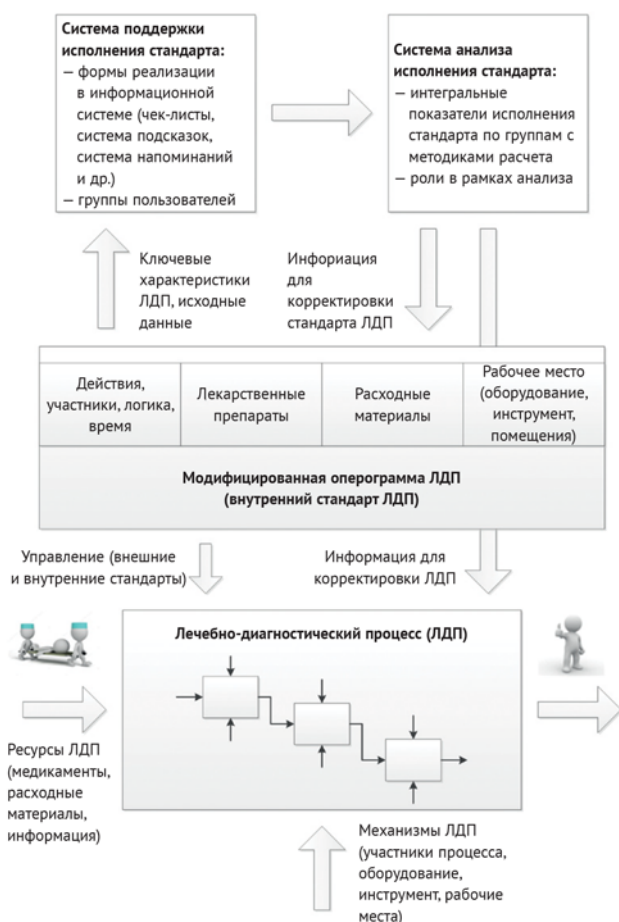 Система поддержки
исполнения стандарта:
— формы реализации
в информационной
системе (чек-листы,
система подсказок,
система напоминаний
и др.)
— группы пользователей
Система анализа
исполнения стандарта:
— интегральные
показатели исполнения
стандарта по группам с
методиками расчета
— роли в рамках анализа
Ключевые
характеристики
ЛДП, исходные
данные
Инфориация
для
корректировки
стандарта ЛДП
Действия,
участники, логика,
время
Лекарственные
препараты
Расходные
материалы
Рабочее место
(оборудование,
инструмент,
помещения)
Модифицированная оперограмма ЛДП
(внутренний стандарт ЛДП)
Управление (внешние
и внутренние стандарты)
Информация для
корректировки ЛДП
Лечебно-диагностический процесс (ЛДП)
Ресурсы ЛДП
(медикаменты,
расходные
материалы,
информация)
Механизмы ЛДП
(участники процесса,
оборудование,
инструмент, рабочие
места)